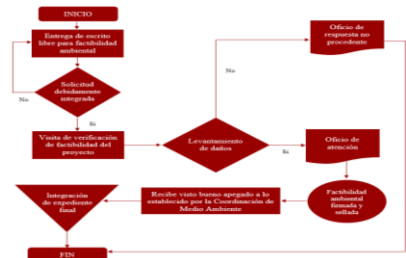 INICIO
Entrega de escrito
libre para factibilidad
ambiental
Solicitud
debidamente
integrada
No
Si
Visita de verificación
de factibilidad del
proyecto
Levantamiento
de daños
No
Oficio de
respuesta no
procedente
Si
Oficio de
atención
Factibilidad
ambiental
firmada y
sellada
Recibe visto bueno apegado a lo
establecido por la Coordinación de
Medio Ambiente
Integración
de expediente
final
FIN